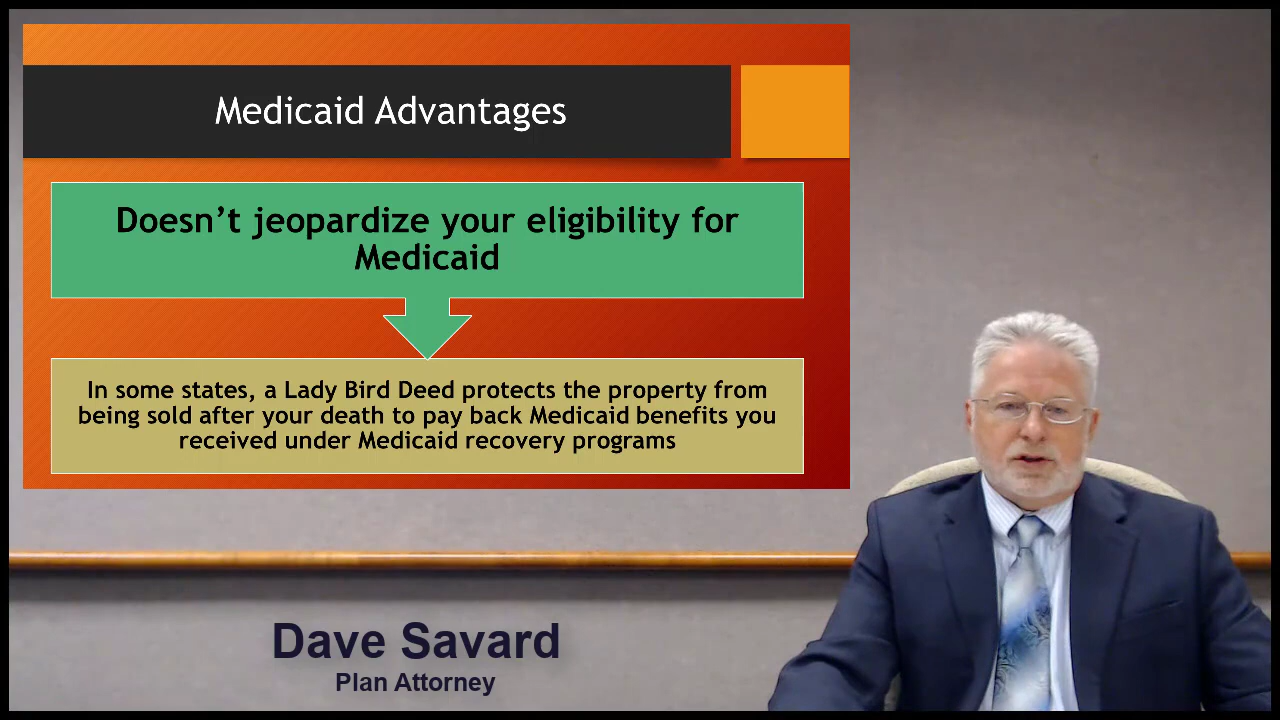 Medicaid Advantages
Doesn’t jeopardize your eligibility for
Medicaid
In some states, a Lady Bird Deed protects the property from
being sold after your death to pay back Medicaid benefits you
received under Medicaid recovery programs
Dave Savard
Plan Attorney